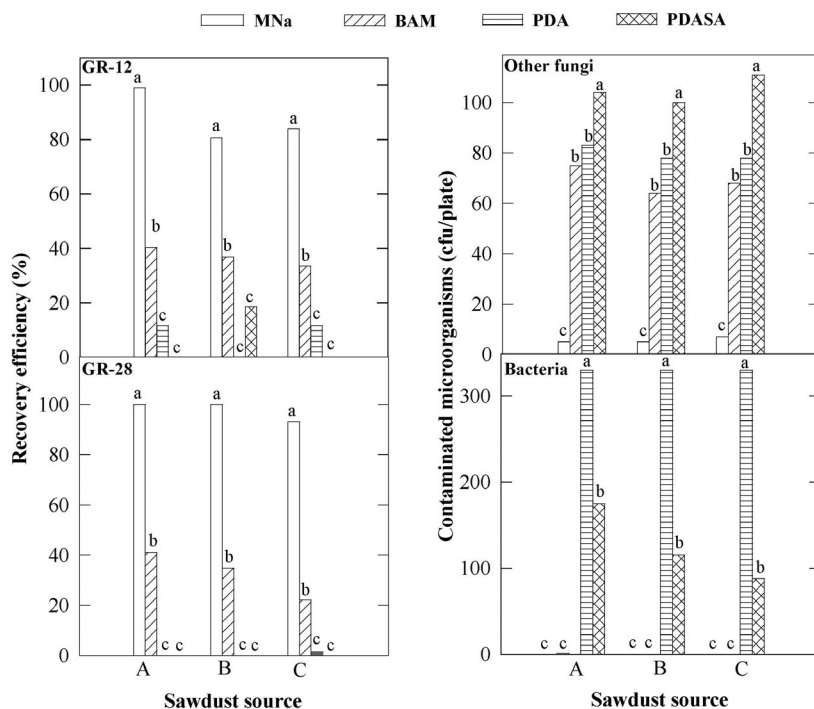 MNa BAM PDA PDASA
GR-12
100
80
60
40
20
0
a
b
c
c
a
b
c
c
a
b
c
c
GR-28
100
80
60
40
20
0
a
b
c c
a
b
c c
a
b
c
c
A B C
Sawdust source
Recovery efficiency (%)
Other fungi
100
80
60
40
20
0
c
b
b
a
c
b
b
a
c
b
b
a
Bacteria
300
200
100
0
c c
a
b
c c
a
b
c c
a
b
A B C
Sawdust source
Contaminated microorganisms (cfu/plate)